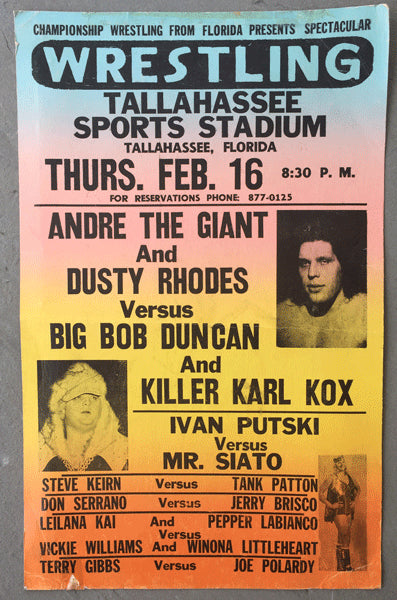 CHAMPIONSHIP WRESTLING FROM FLORIDA PRESENTS SPECTACULAR
WRESTLING
TALLAHASSEE
SPORTS STADIUM
TALLAHASSEE, FLORIDA
THURS. FEB. 16 8:30 P. M.
FOR RESERVATIONS PHONE: 877-0125
ANDRE THE GIANT
And
DUSTY RHODES
Versus
BIG BOB DUNCAN
And
KILLER KARL KOX
IVAN PUTSKI
Versus
MR. SIATO
STEVE KEIRN Versus TANK PATTON
DON SERRANO Versus JERRY BRISCO
LEILANA KAI And PEPPER LABIANCO
Versus
VICKIE WILLIAMS And WINONA LITTLEHEART
TERRY GIBBS Versus JOE POLARDY